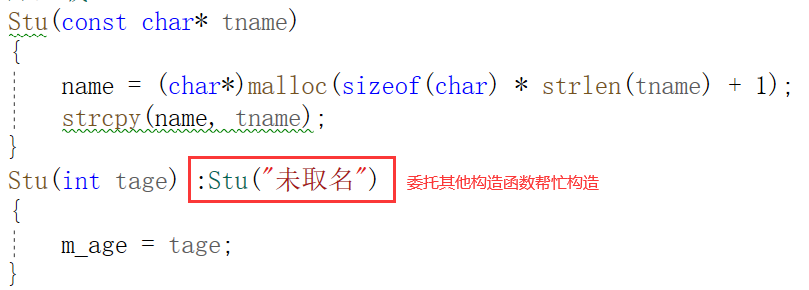 Stu(const char* tname)
{
name = (char*)malloc(sizeof(char) * strlen(tname) + 1);
strcpy(name, tname);
}
Stu(int tage) :Stu("未取名") 委托其他构造函数帮忙构造
{
m_age = tage;
}